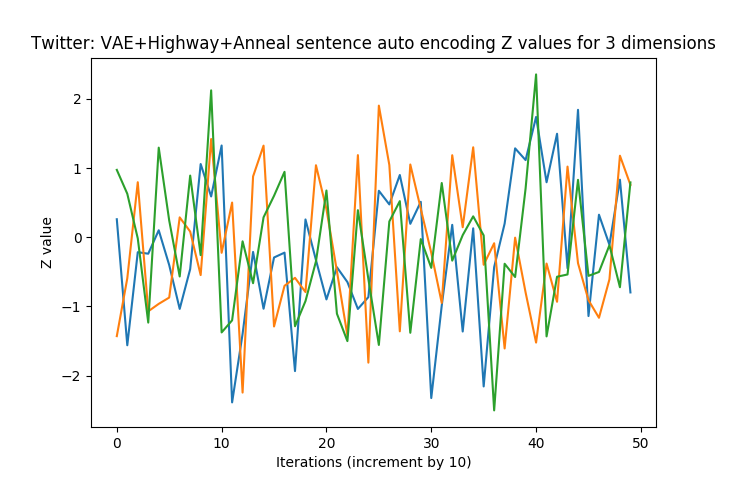 Twitter: VAE+Highway+Anneal sentence auto encoding Z values for 3 dimensions
Z value
2
1
0
−1
−2
0 10 20 30 40 50
Iterations (increment by 10)